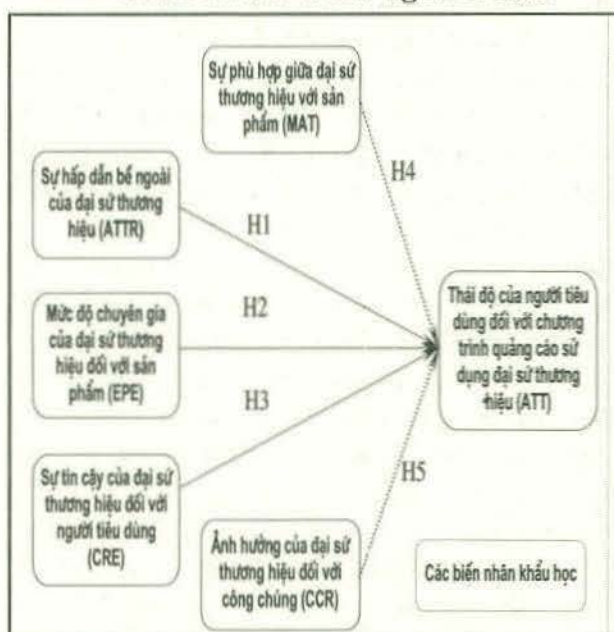 Sự phù hợp giữa đại sứ
thương hiệu với sản
phẩm (MAT)
H4
Sự hấp dẫn bề ngoài
của đại sứ thương
hiệu (ATTR)
H1
Mức độ chuyên gia
của đại sứ thương
hiệu đối với sản
phẩm (EPE)
H2
Thái độ của người tiêu
dùng đối với chương
trình quảng cáo sử
dụng đại sứ thương
hiệu (ATT)
H3
Sự tin cậy của đại sứ
thương hiệu đối với
người tiêu dùng
(CRE)
H5
Ảnh hưởng của đại sứ
thương hiệu đối với
công chúng (CCR)
Các biến nhân khẩu học